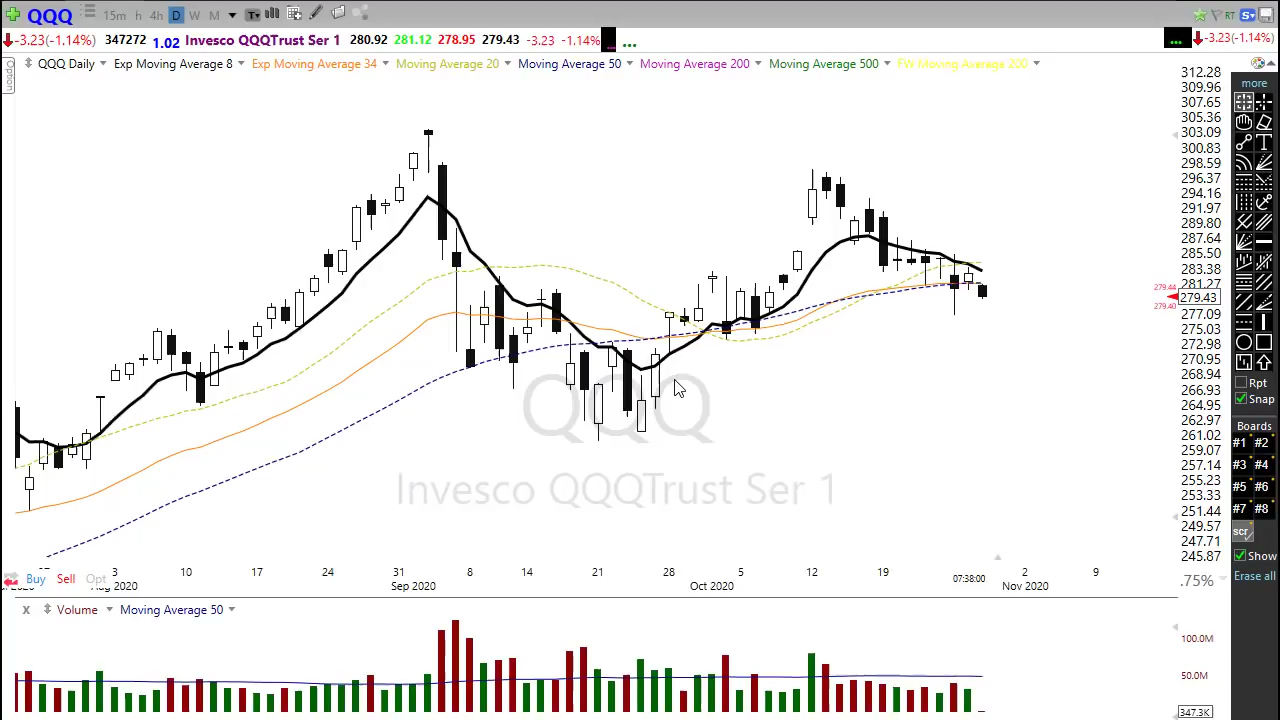 QQQ 15m h 4h D W M T
RT S
-3.23(-1.14%) 347272 1.02 Invesco QQQTrust Ser 1 280.92 281.12 278.95 279.43 -3.23 -1.14% ... ... ... -3.23(-1.14%)
Option
QQQ Daily Exp Moving Average 8 Exp Moving Average 34 Moving Average 20 Moving Average 50 Moving Average 200 Moving Average 500 FW Moving Average 200
312.28
309.96
307.65
305.36
303.09
300.83
298.59
296.37
294.16
291.97
289.80
287.64
285.50
283.38
281.27
279.44
279.43
279.40
277.09
275.03
272.98
270.95
268.94
266.93
264.95
262.97
261.02
259.07
257.14
255.23
253.33
251.44
249.57
247.71
245.87
more
T
Rpt
Snap
Boards
#1 #2
#3 #4
#5 #6
#7 #8
scr
Show
Erase all
QQQ
Invesco QQQTrust Ser 1
3 10 17 24 31 8 14 21 28 5 12 19 07:38:00 2 9
Buy Sell Opt
Aug 2020 Sep 2020 Oct 2020 Nov 2020
.75%
x Volume Moving Average 50
100.0M
50.0M
347.3K